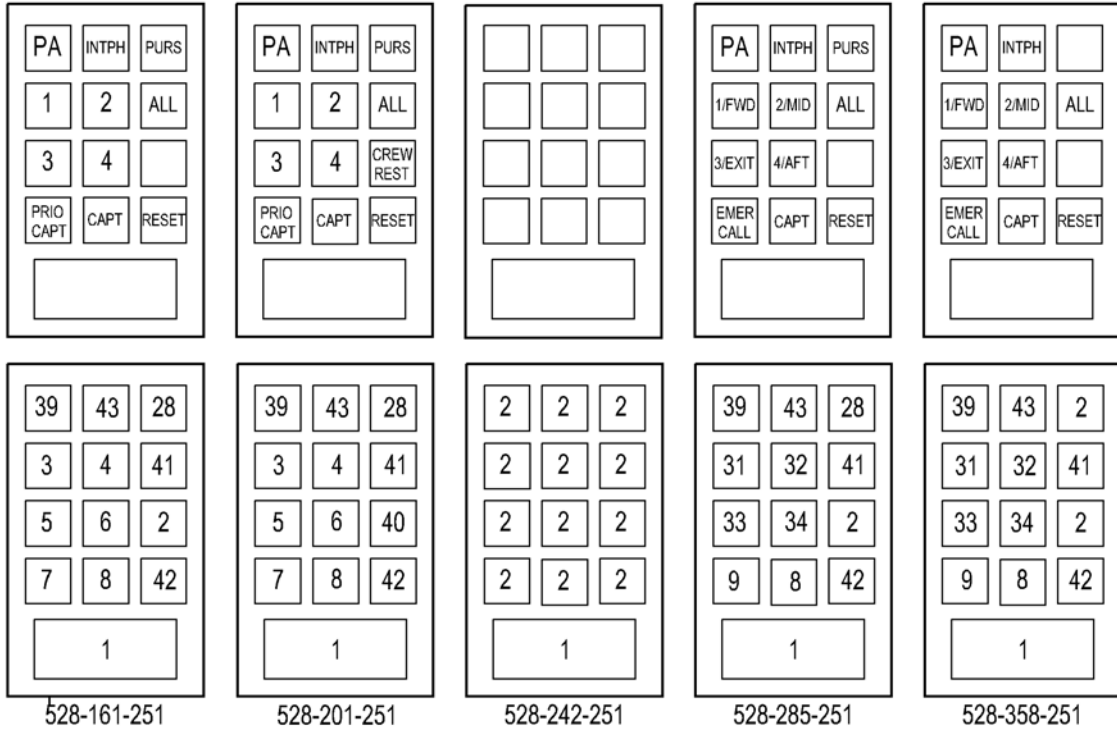 PA INTPH PURS
1 2 ALL
3 4
PRIO CAPT CAPT RESET
PA INTPH PURS
1 2 ALL
3 4 CREW REST
PRIO CAPT CAPT RESET
PA INTPH PURS
1/FWD 2/MID ALL
3/EXIT 4/AFT
EMER CALL CAPT RESET
PA INTPH
1/FWD 2/MID ALL
3/EXIT 4/AFT
EMER CALL CAPT RESET
39 43 28
3 4 41
5 6 2
7 8 42
1
528-161-251
39 43 28
3 4 41
5 6 40
7 8 42
1
528-201-251
2 2 2
2 2 2
2 2 2
2 2 2
1
528-242-251
39 43 28
31 32 41
33 34 2
9 8 42
1
528-285-251
39 43 2
31 32 41
33 34 2
9 8 42
1
528-358-251